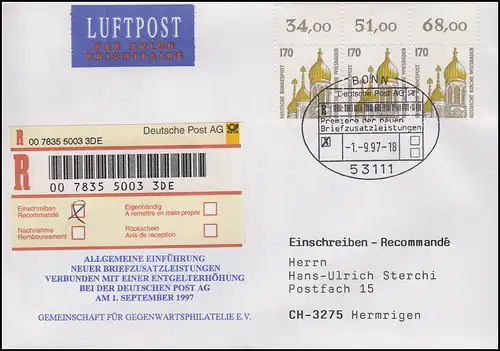 LUFTPOST
PAR AVION
PRIORITAIRE
34,00 51,00 68,00
170 170 170
DEUTSCHE BUNDESPOST
RUSSISCHE KIRCHE WIESBADEN
BONN
Deutsche Post AG
R
Premiere der neuen
Briefzusatzleistungen
X
-1.-9.97-18
53111
Deutsche Post AG
R 00 7835 5003 3DE
R
00 7835 5003 3DE
Einschreiben
Recommandé
Eigenhändig
A remettre en main propre
Nachnahme
Remboursement
Rückschein
Avis de réception
ALLGEMEINE EINFÜHRUNG
NEUER BRIEFZUSATZLEISTUNGEN
VERBUNDEN MIT EINER ENTGELTERHÖHUNG
BEI DER DEUTSCHEN POST AG
AM 1. SEPTEMBER 1997
GEMEINSCHAFT FÜR GEGENWARTSPHILATELIE E.V.
Einschreiben - Recommandé
Herrn
Hans-Ulrich Sterchi
Postfach 15
CH-3275 Hermrigen